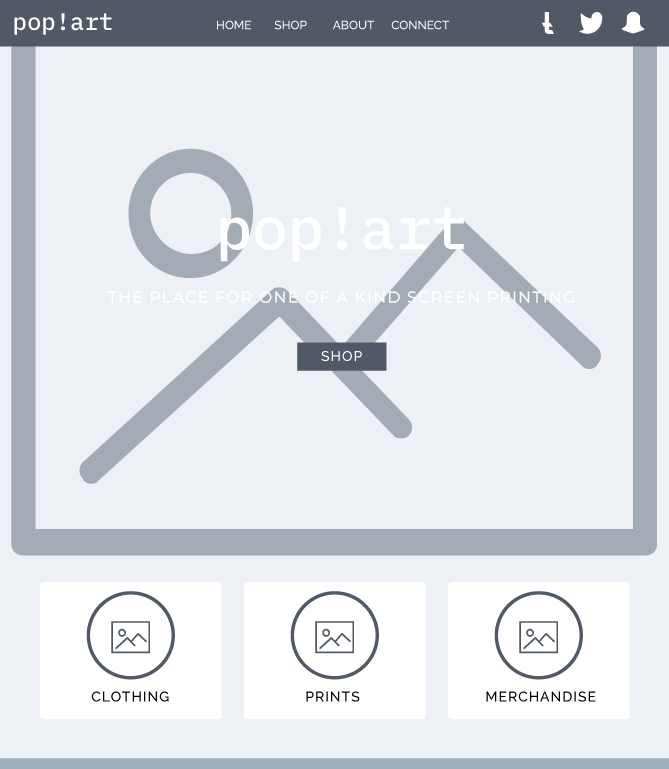 pop!art
HOME SHOP ABOUT CONNECT
pop!art
THE PLACE FOR ONE OF A KIND SCREEN PRINTING
SHOP
CLOTHING
PRINTS
MERCHANDISE